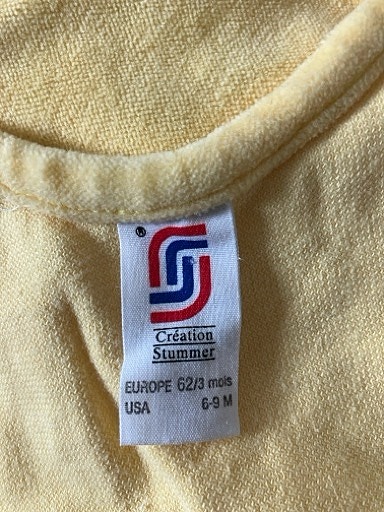 ®
Création
Stummer
EUROPE 62/3 mois
USA 6-9 M